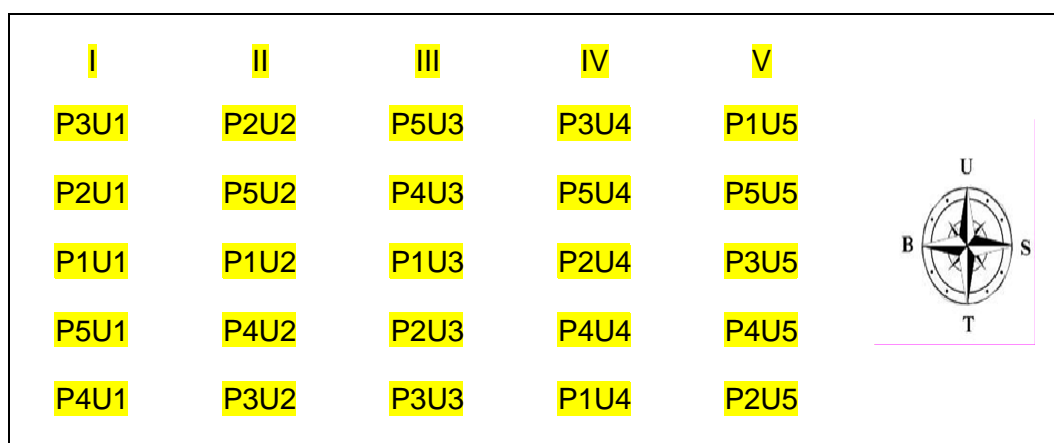 I II III IV V
P3U1 P2U2 P5U3 P3U4 P1U5
P2U1 P5U2 P4U3 P5U4 P5U5
P1U1 P1U2 P1U3 P2U4 P3U5
P5U1 P4U2 P2U3 P4U4 P4U5
P4U1 P3U2 P3U3 P1U4 P2U5
U
B S
T